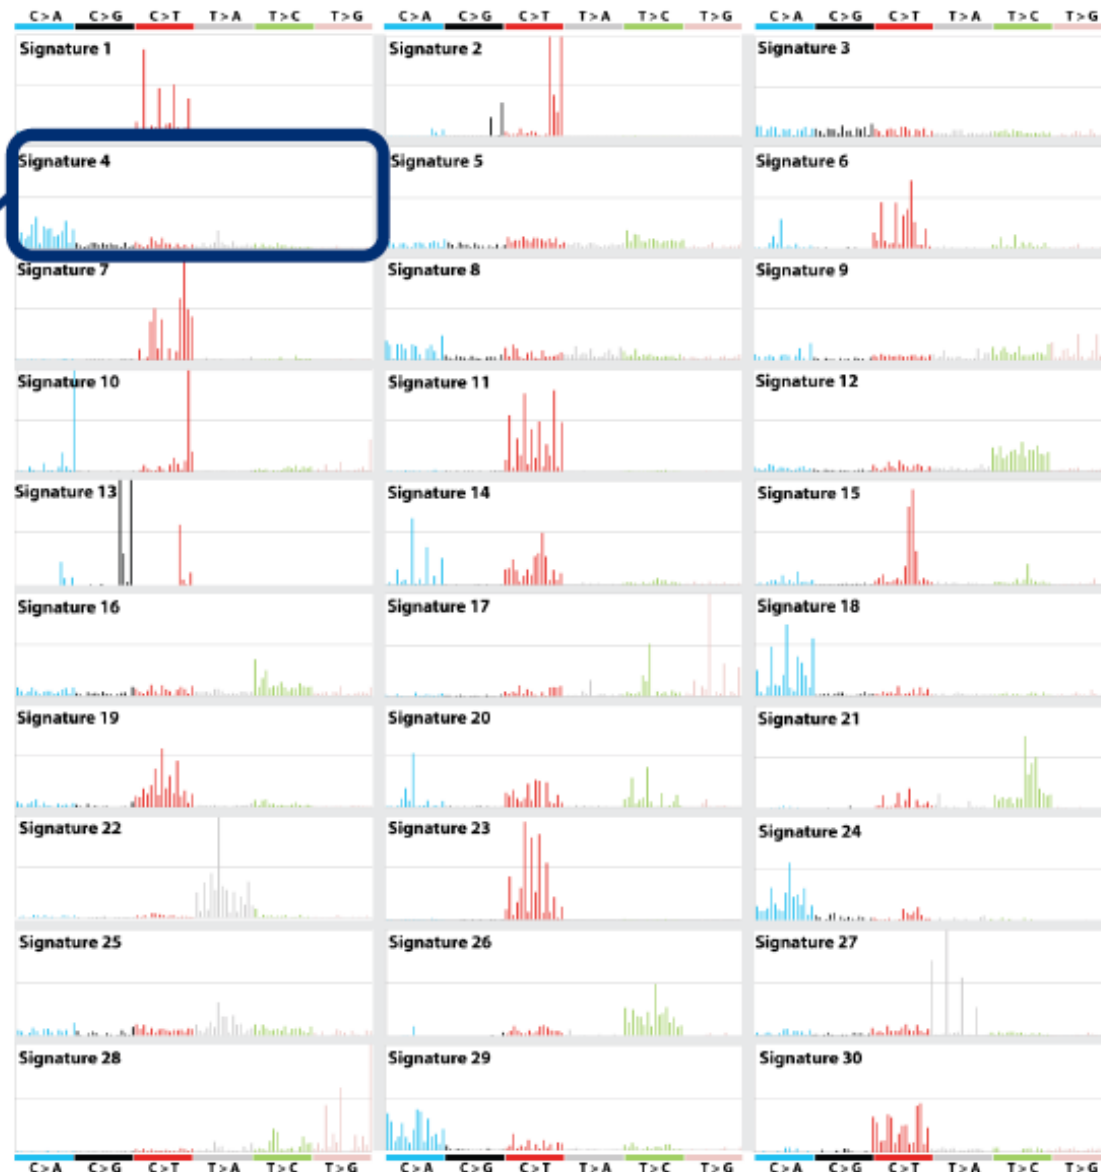 C>A C>G C>T T>A T>C T>G C>A C>G C>T T>A T>C T>G C>A C>G C>T T>A T>C T>G
Signature 1 Signature 2 Signature 3
Signature 4 Signature 5 Signature 6
Signature 7 Signature 8 Signature 9
Signature 10 Signature 11 Signature 12
Signature 13 Signature 14 Signature 15
Signature 16 Signature 17 Signature 18
Signature 19 Signature 20 Signature 21
Signature 22 Signature 23 Signature 24
Signature 25 Signature 26 Signature 27
Signature 28 Signature 29 Signature 30
C>A C>G C>T T>A T>C T>G C>A C>G C>T T>A T>C T>G C>A C>G C>T T>A T>C T>G